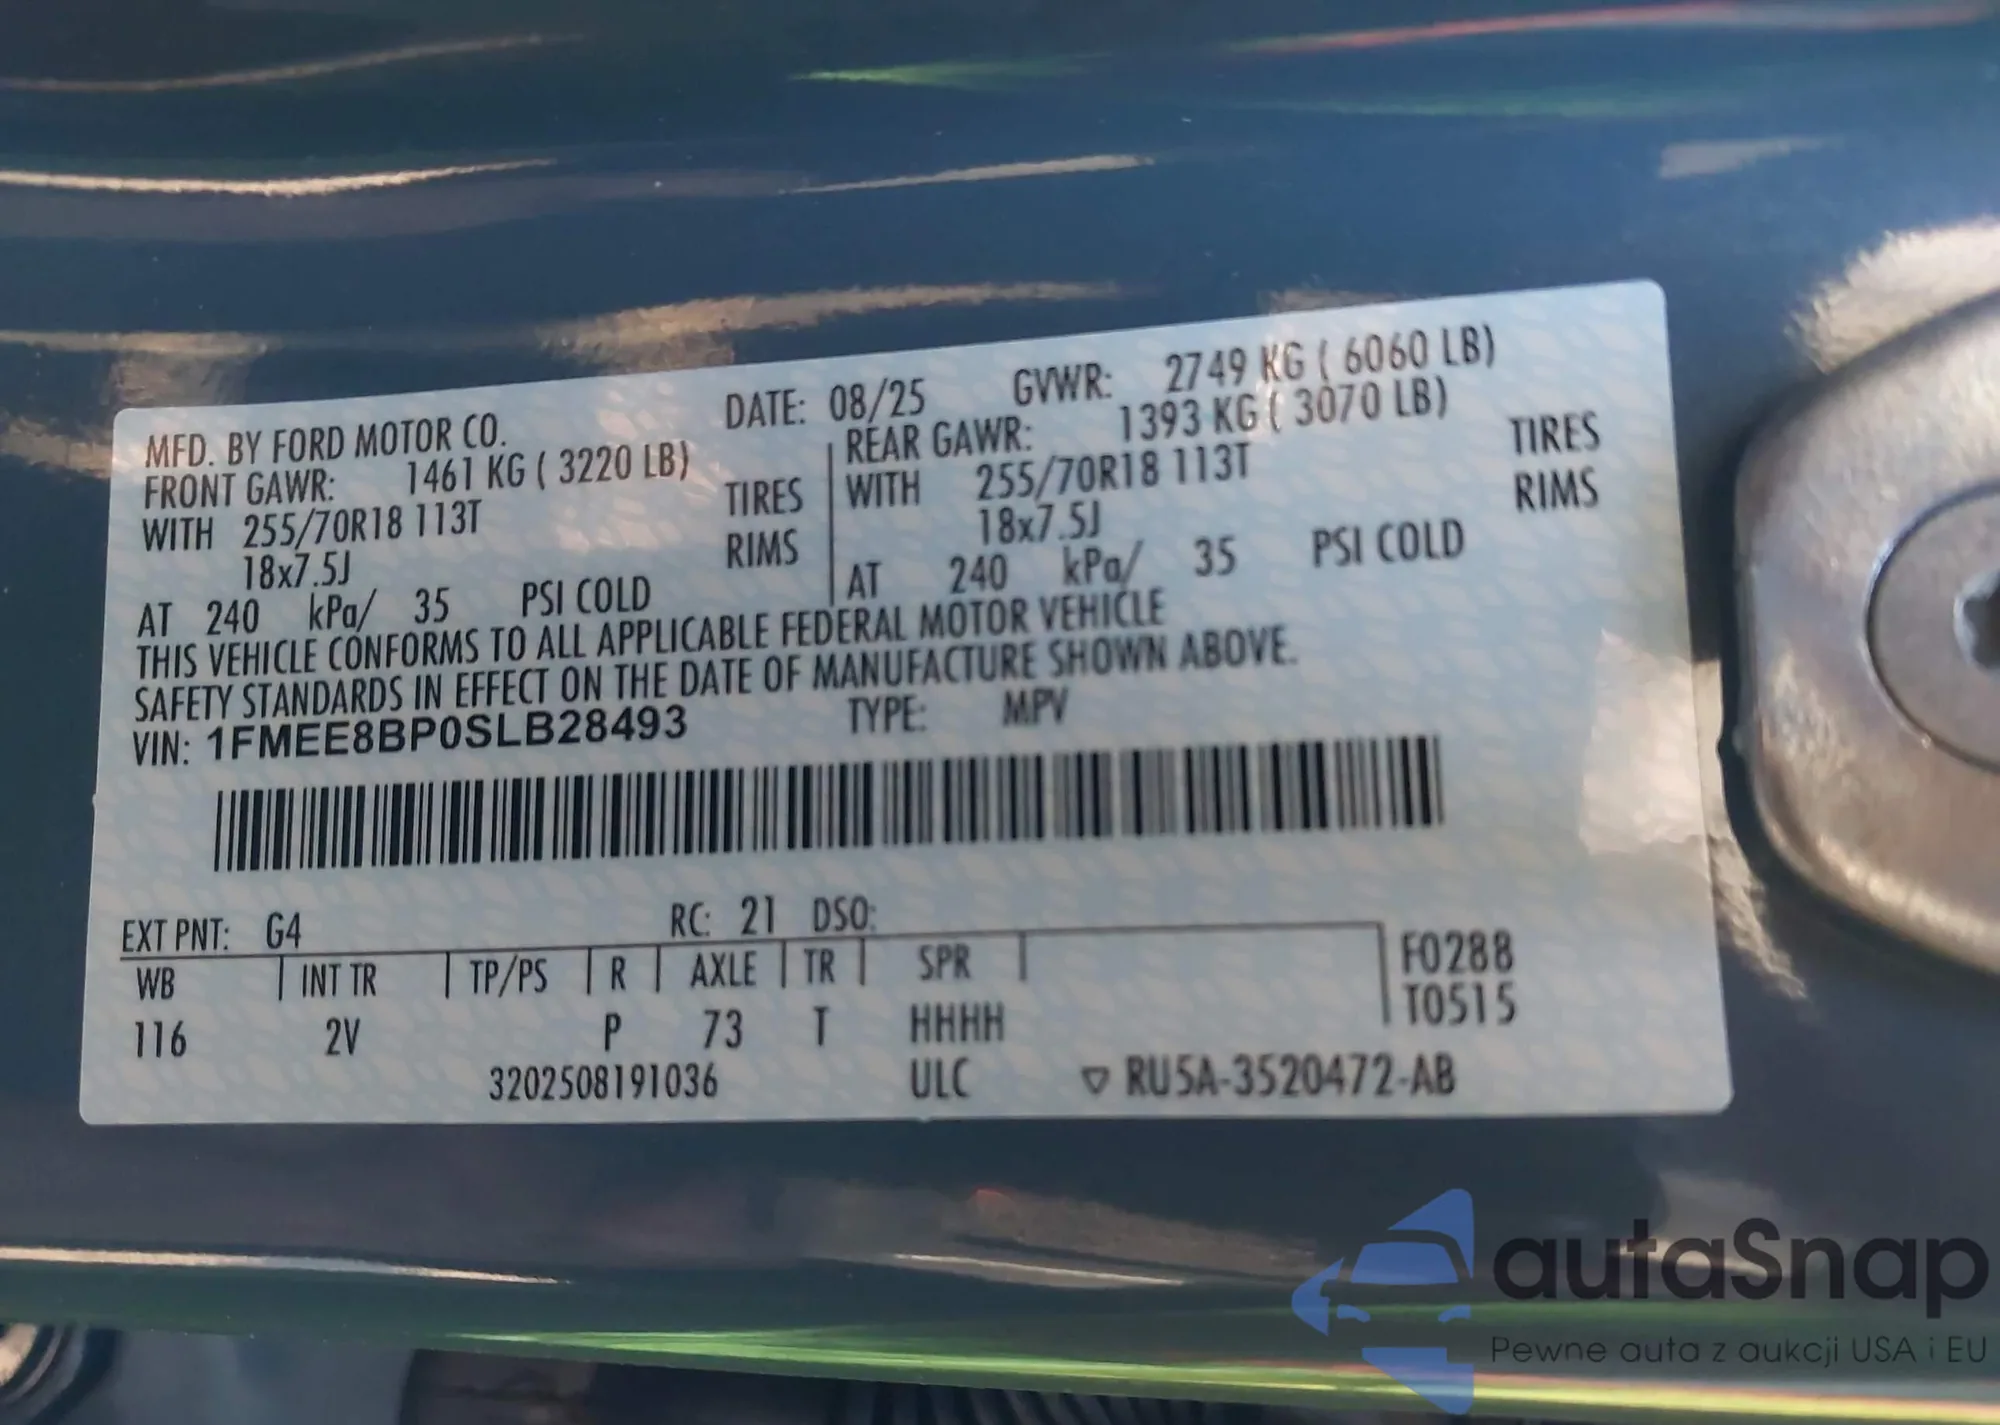 MFD. BY FORD MOTOR CO. DATE: 08/25 GVWR: 2749 KG ( 6060 LB)
FRONT GAWR: 1461 KG ( 3220 LB) REAR GAWR: 1393 KG ( 3070 LB)
WITH 255/70R18 113T TIRES WITH 255/70R18 113T TIRES
18x7.5J RIMS 18x7.5J RIMS
AT 240 kPa/ 35 PSI COLD AT 240 kPa/ 35 PSI COLD
THIS VEHICLE CONFORMS TO ALL APPLICABLE FEDERAL MOTOR VEHICLE
SAFETY STANDARDS IN EFFECT ON THE DATE OF MANUFACTURE SHOWN ABOVE.
VIN: 1FMEE8BP0SLB28493 TYPE: MPV
EXT PNT: G4 RC: 21 DSO:
WB INT TR TP/PS R AXLE TR SPR F0288
T0515
116 2V P 73 T HHHH
3202508191036 ULC ▽ RU5A-3520472-AB
autaSnap
Pewne auta z aukcji USA i EU